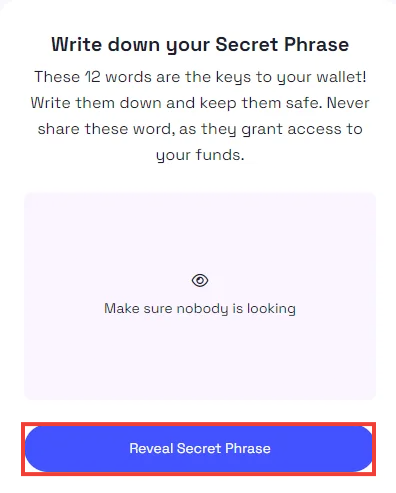 Write down your Secret Phrase
These 12 words are the keys to your wallet!
Write them down and keep them safe. Never
share these word, as they grant access to
your funds.
Make sure nobody is looking
Reveal Secret Phrase